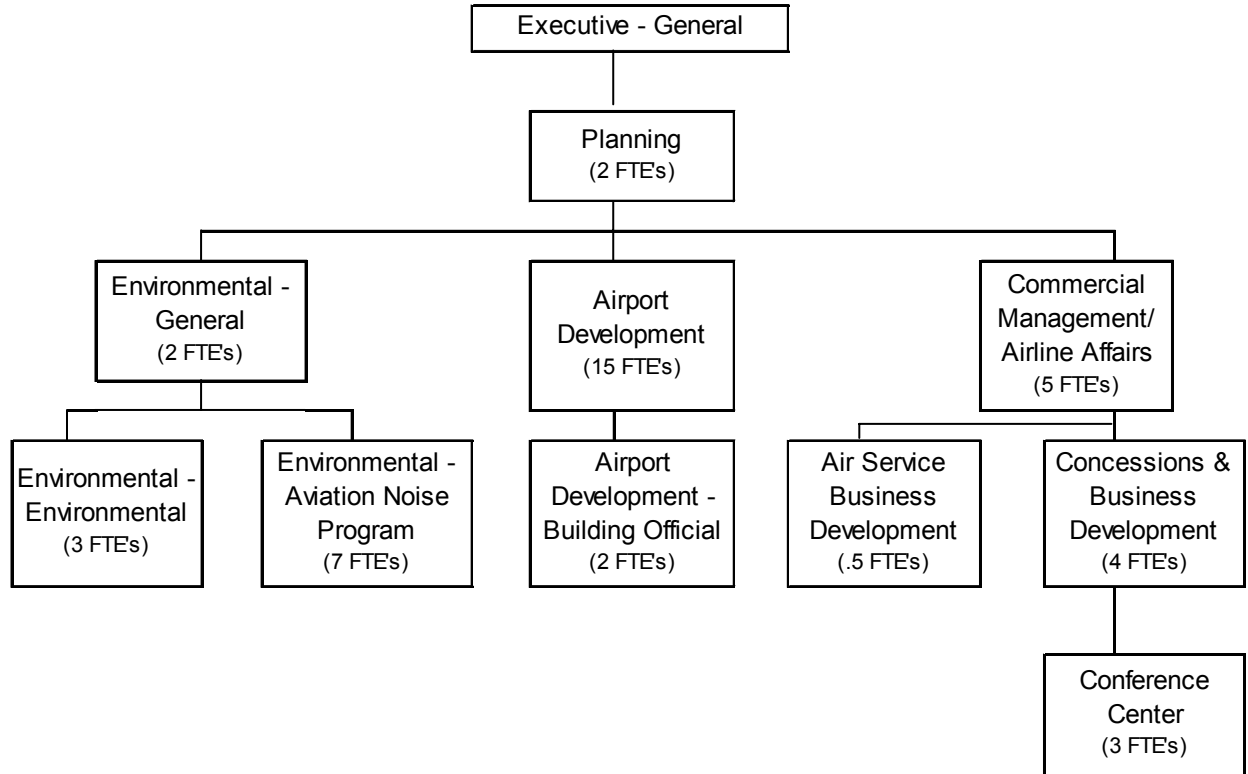 Executive - General
Planning
(2 FTE's)
Environmental -
General
(2 FTE's)
Airport
Development
(15 FTE's)
Commercial
Management/
Airline Affairs
(5 FTE's)
Environmental -
Environmental
(3 FTE's)
Environmental -
Aviation Noise
Program
(7 FTE's)
Airport
Development -
Building Official
(2 FTE's)
Air Service
Business
Development
(.5 FTE's)
Concessions &
Business
Development
(4 FTE's)
Conference
Center
(3 FTE's)